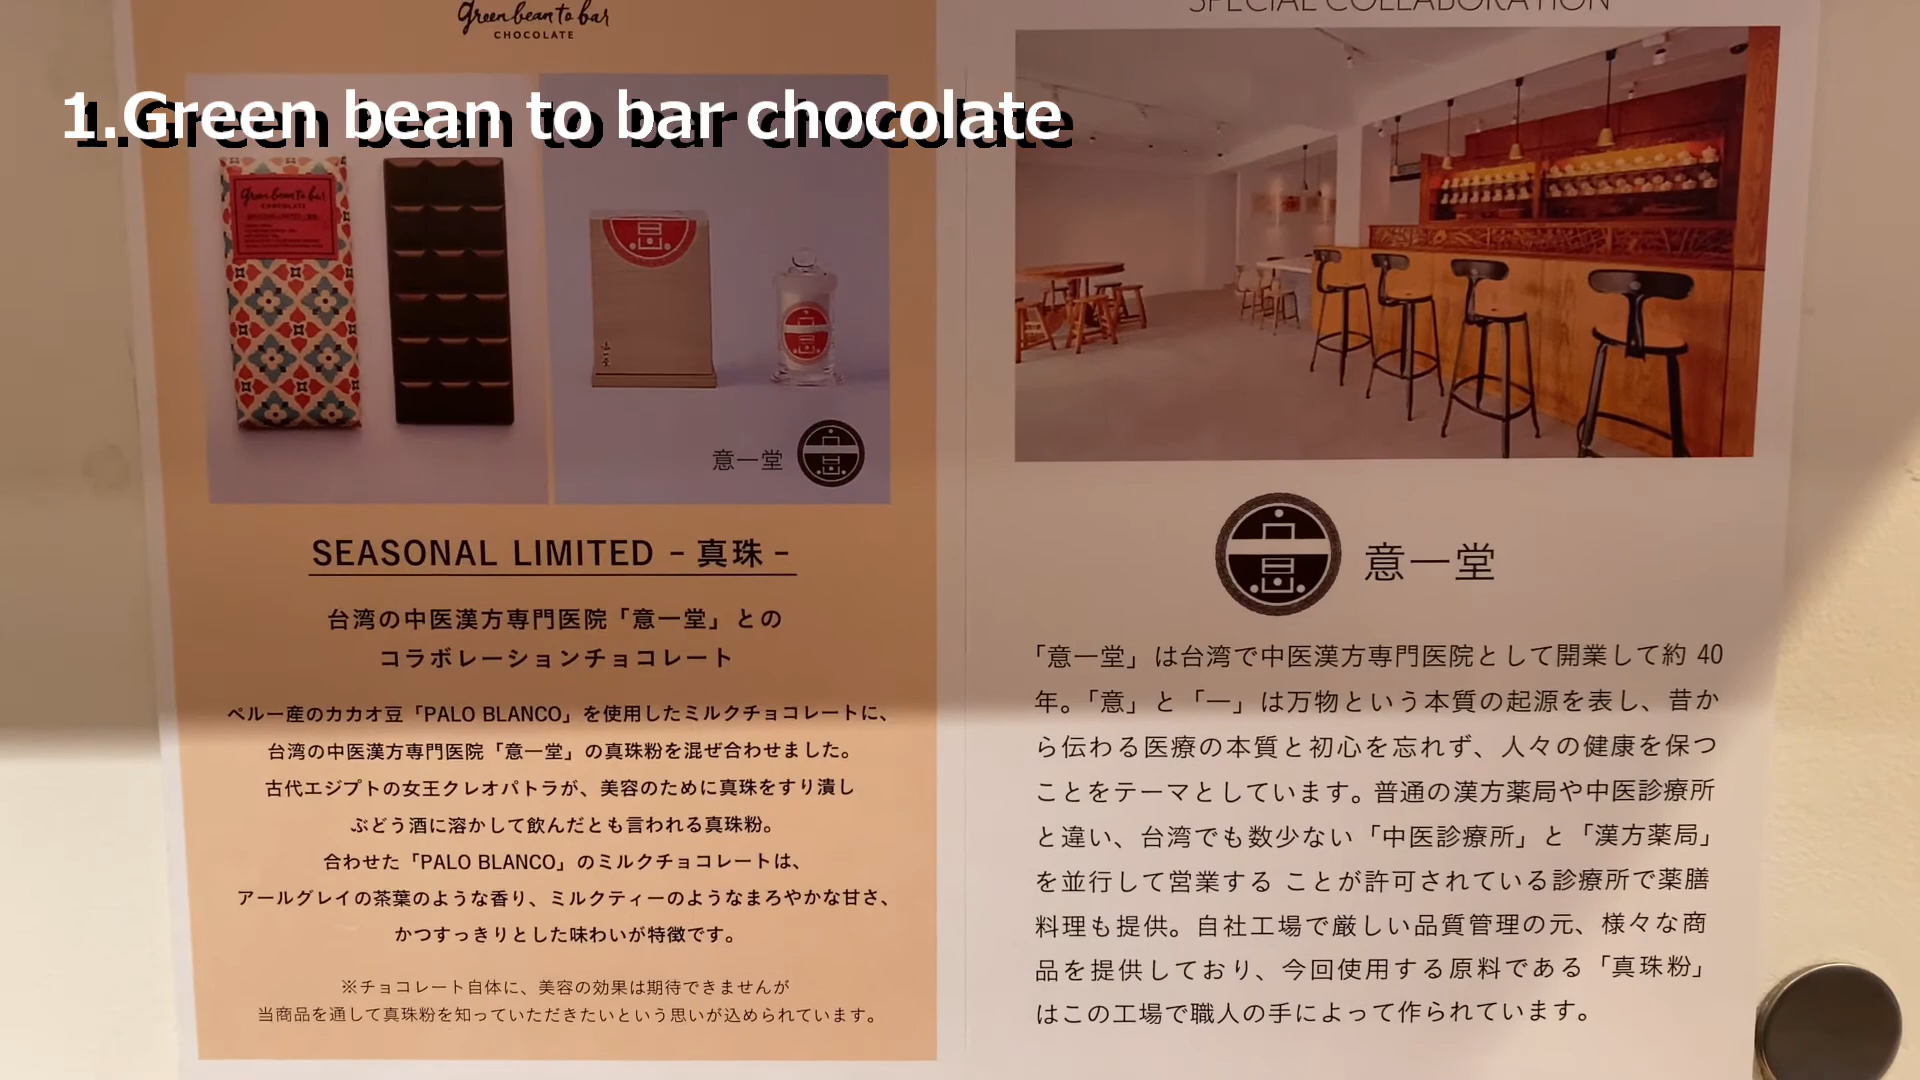 green bean to bar
CHOCOLATE
1.Green bean to bar chocolate
green bean to bar
CHOCOLATE
意一堂
SEASONAL LIMITED - 真珠 -
台湾の中医漢方専門医院「意一堂」との
コラボレーションチョコレート
ペルー産のカカオ豆「PALO BLANCO」を使用したミルクチョコレートに、
台湾の中医漢方専門医院「意一堂」の真珠粉を混ぜ合わせました。
古代エジプトの女王クレオパトラが、美容のために真珠をすり潰し
ぶどう酒に溶かして飲んだとも言われる真珠粉。
合わせた「PALO BLANCO」のミルクチョコレートは、
アールグレイの茶葉のような香り、ミルクティーのようなまろやかな甘さ、
かつすっきりとした味わいが特徴です。
※チョコレート自体に、美容の効果は期待できませんが
当商品を通して真珠粉を知っていただきたいという思いが込められています。
SPECIAL COLLABORATION
意一堂
「意一堂」は台湾で中医漢方専門医院として開業して約 40
年。「意」と「一」は万物という本質の起源を表し、昔か
ら伝わる医療の本質と初心を忘れず、人々の健康を保つ
ことをテーマとしています。普通の漢方薬局や中医診療所
と違い、台湾でも数少ない「中医診療所」と「漢方薬局」
を並行して営業する ことが許可されている診療所で薬膳
料理も提供。自社工場で厳しい品質管理の元、様々な商
品を提供しており、今回使用する原料である「真珠粉」
はこの工場で職人の手によって作られています。